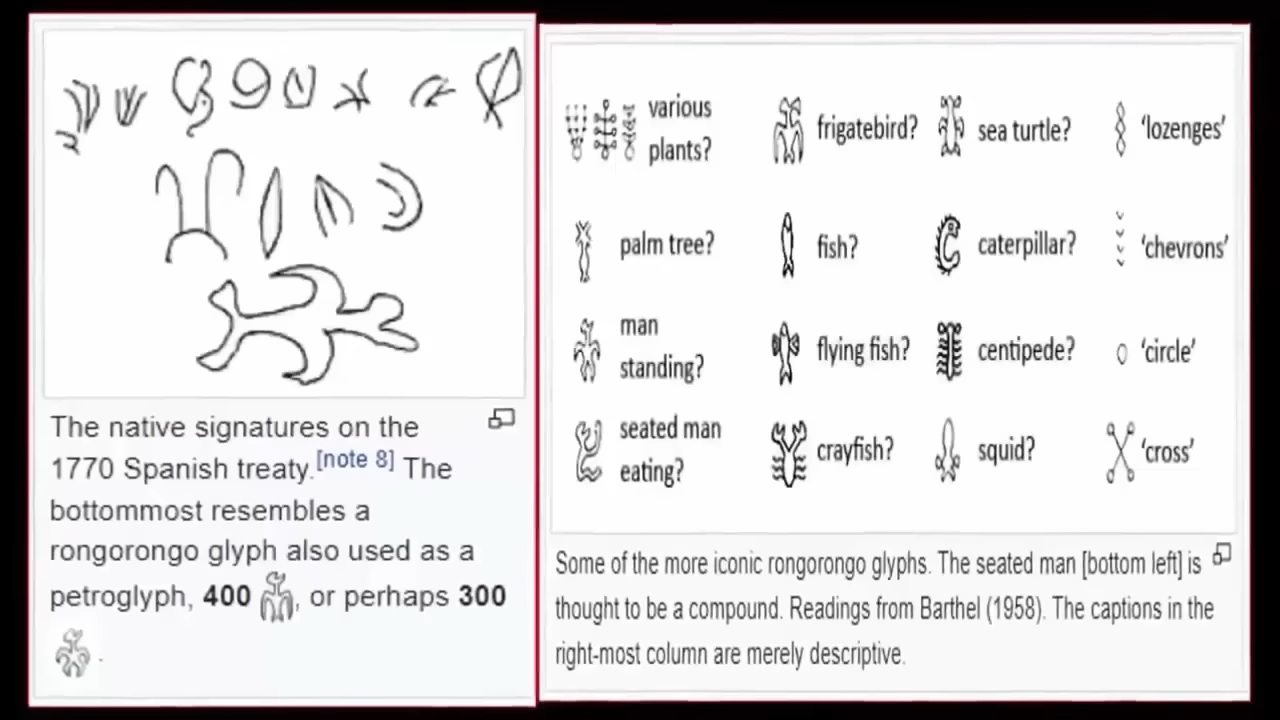 The native signatures on the
1770 Spanish treaty.[note 8] The
bottommost resembles a
rongorongo glyph also used as a
petroglyph, 400 , or perhaps 300
.
various
plants?
frigatebird?
sea turtle?
'lozenges'
palm tree?
fish?
caterpillar?
'chevrons'
man
standing?
flying fish?
centipede?
'circle'
seated man
eating?
crayfish?
squid?
'cross'
Some of the more iconic rongorongo glyphs. The seated man [bottom left] is
thought to be a compound. Readings from Barthel (1958). The captions in the
right-most column are merely descriptive.